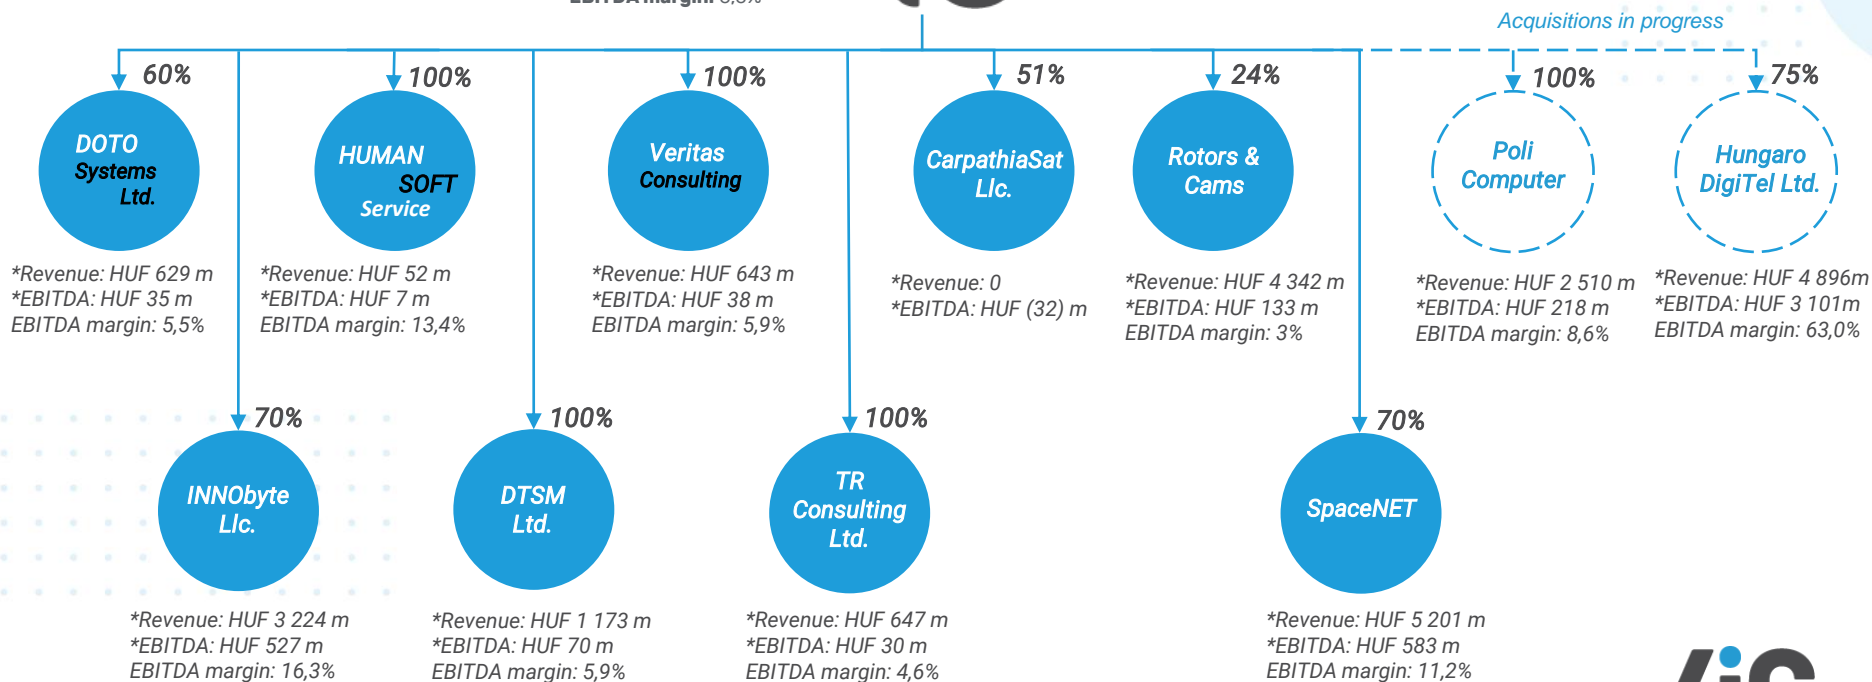 EBITDA margin:
Acquisitions in progress
60%
100%
100%
51%
24%
100%
75%
DOTO
Systems
Ltd.
HUMAN
SOFT
Service
Veritas
Consulting
CarpathiaSat
Llc.
Rotors &
Cams
Poli
Computer
Hungaro
DigiTel Ltd.
*Revenue: HUF 629 m
*EBITDA: HUF 35 m
EBITDA margin: 5,5%
*Revenue: HUF 52 m
*EBITDA: HUF 7 m
EBITDA margin: 13,4%
*Revenue: HUF 643 m
*EBITDA: HUF 38 m
EBITDA margin: 5,9%
*Revenue: 0
*EBITDA: HUF (32) m
*Revenue: HUF 4 342 m
*EBITDA: HUF 133 m
EBITDA margin: 3%
*Revenue: HUF 2 510 m
*EBITDA: HUF 218 m
EBITDA margin: 8,6%
*Revenue: HUF 4 896m
*EBITDA: HUF 3 101m
EBITDA margin: 63,0%
70%
100%
100%
70%
INNObyte
Llc.
DTSM
Ltd.
TR
Consulting
Ltd.
SpaceNET
*Revenue: HUF 3 224 m
*EBITDA: HUF 527 m
EBITDA margin: 16,3%
*Revenue: HUF 1 173 m
*EBITDA: HUF 70 m
EBITDA margin: 5,9%
*Revenue: HUF 647 m
*EBITDA: HUF 30 m
EBITDA margin: 4,6%
*Revenue: HUF 5 201 m
*EBITDA: HUF 583 m
EBITDA margin: 11,2%